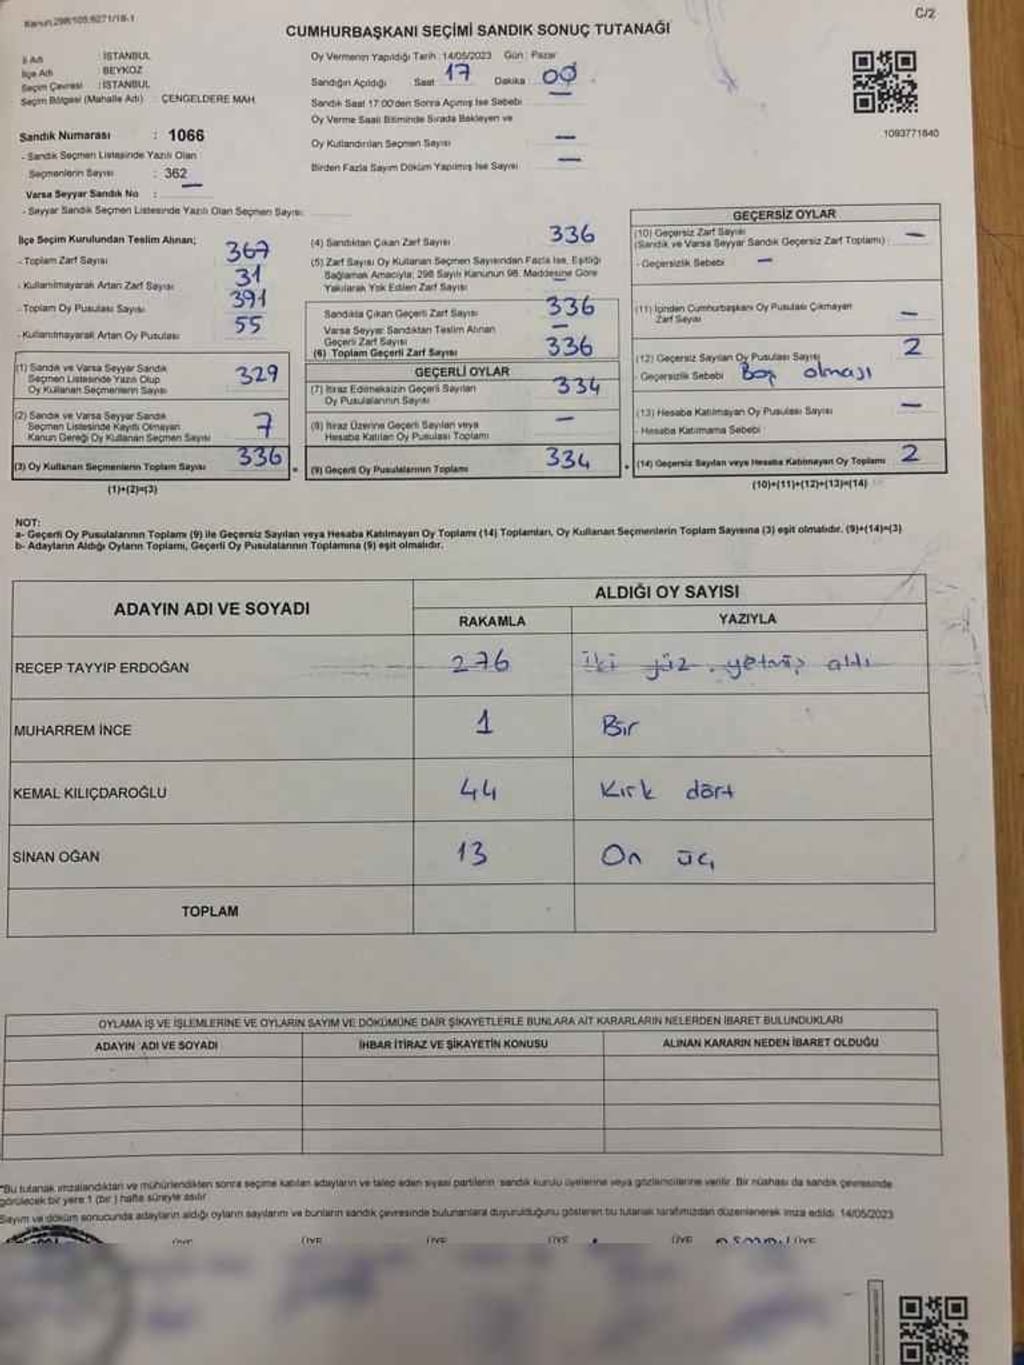 Kanun 298/105 6271/18-1
C/2
CUMHURBAŞKANI SEÇİMİ SANDIK SONUÇ TUTANAĞI
İl Adı : İSTANBUL
İlçe Adı : BEYKOZ
Seçim Çevresi : İSTANBUL
Seçim Bölgesi (Mahalle Adı) : ÇENGELDERE MAH.
Oy Vermenin Yapıldığı Tarih : 14/05/2023 Gün : Pazar
Sandığın Açıldığı Saat 17 Dakika : 00
Sandık Saat 17:00'den Sonra Açımış İse Sebebi
Oy Verme Saati Bitiminde Sırada Bekleyen ve
Oy Kullandırılan Seçmen Sayısı —
Birden Fazla Sayım Döküm Yapılmış İse Sayısı —
1093771840
Sandık Numarası : 1066
- Sandık Seçmen Listesinde Yazılı Olan
Seçmenlerin Sayısı : 362
Varsa Seyyar Sandık No : —
- Seyyar Sandık Seçmen Listesinde Yazılı Olan Seçmen Sayısı:
İlçe Seçim Kurulundan Teslim Alınan;
- Toplam Zarf Sayısı 367
- Kullanılmayarak Artan Zarf Sayısı 31
- Toplam Oy Pusulası Sayısı 391
- Kullanılmayarak Artan Oy Pusulası 55
(1) Sandık ve Varsa Seyyar Sandık
Seçmen Listesinde Yazılı Olup
Oy Kullanan Seçmenlerin Sayısı 329
(2) Sandık ve Varsa Seyyar Sandık
Seçmen Listesinde Kayıtlı Olmayan
Kanun Gereği Oy Kullanan Seçmen Sayısı 7
(3) Oy Kullanan Seçmenlerin Toplam Sayısı 336
(1)+(2)=(3)
(4) Sandıktan Çıkan Zarf Sayısı 336
(5) Zarf Sayısı Oy Kullanan Seçmen Sayısından Fazla İse, Eşitliği
Sağlamak Amacıyla; 298 Sayılı Kanunun 98. Maddesine Göre
Yakılarak Yok Edilen Zarf Sayısı —
Sandıkta Çıkan Geçerli Zarf Sayısı 336
Varsa Seyyar Sandıktan Teslim Alınan
Geçerli Zarf Sayısı —
(6) Toplam Geçerli Zarf Sayısı 336
GEÇERLİ OYLAR
(7) İtiraz Edilmeksizin Geçerli Sayılan
Oy Pusulalarının Sayısı 334
(8) İtiraz Üzerine Geçerli Sayılan veya
Hesaba Katılan Oy Pusulası Toplamı —
(9) Geçerli Oy Pusulalarının Toplamı 334
GEÇERSİZ OYLAR
(10) Geçersiz Zarf Sayısı
(Sandık ve Varsa Seyyar Sandık Geçersiz Zarf Toplamı) : —
- Geçersizlik Sebebi —
(11) İçinden Cumhurbaşkanı Oy Pusulası Çıkmayan
Zarf Sayısı —
(12) Geçersiz Sayılan Oy Pusulası Sayısı 2
- Geçersizlik Sebebi Boş olması
(13) Hesaba Katılmayan Oy Pusulası Sayısı —
- Hesaba Katılmama Sebebi :
(14) Geçersiz Sayılan veya Hesaba Katılmayan Oy Toplamı 2
(10)+(11)+(12)+(13)=(14)
NOT:
a- Geçerli Oy Pusulalarının Toplamı (9) ile Geçersiz Sayılan veya Hesaba Katılmayan Oy Toplamı (14) Toplamları, Oy Kullanan Seçmenlerin Toplam Sayısına (3) eşit olmalıdır. (9)+(14)=(3)
b- Adayların Aldığı Oyların Toplamı, Geçerli Oy Pusulalarının Toplamına (9) eşit olmalıdır.
ADAYIN ADI VE SOYADI
ALDIĞI OY SAYISI
RAKAMLA YAZIYLA
RECEP TAYYİP ERDOĞAN 276 iki yüz yetmiş altı
MUHARREM İNCE 1 Bir
KEMAL KILIÇDAROĞLU 44 Kırk dört
SİNAN OĞAN 13 On üç
TOPLAM
OYLAMA İŞ VE İŞLEMLERİNE VE OYLARIN SAYIM VE DÖKÜMÜNE DAİR ŞİKAYETLERLE BUNLARA AİT KARARLARIN NELERDEN İBARET BULUNDUKLARI
ADAYIN ADI VE SOYADI İHBAR İTİRAZ VE ŞİKAYETİN KONUSU ALINAN KARARIN NEDEN İBARET OLDUĞU
*Bu tutanak imzalandıktan ve mühürlendikten sonra seçime katılan adayların ve talep eden siyasi partilerin sandık kurulu üyelerine veya gözlemcilerine verilir. Bir nüshası da sandık çevresinde
görülecek bir yere 1 (bir) hafta süreyle asılır
Sayım ve döküm sonucunda adayların aldığı oyların sayılarını ve bunların sandık çevresinde bulunanlara duyurulduğunu gösteren bu tutanak tarafımızdan düzenlenerek imza edildi. 14/05/2023
ÜYE ÜYE ÜYE ÜYE ÜYE ÜYE